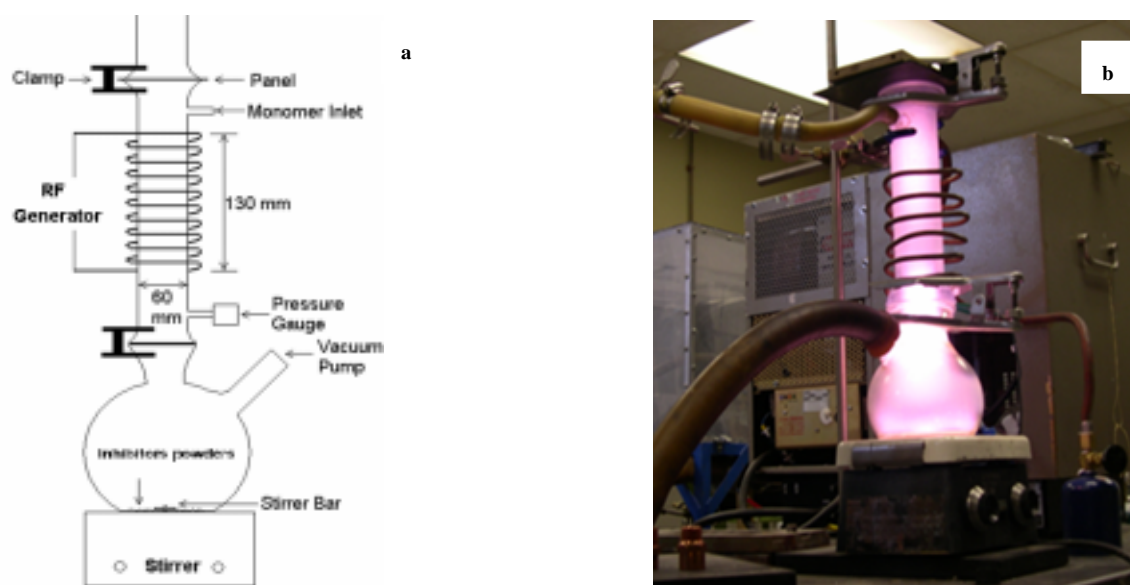 a
Clamp
Panel
Monomer Inlet
RF
Generator
130 mm
60
mm
Pressure
Gauge
Vacuum
Pump
Inhibitors powders
Stirrer Bar
Stirrer
b